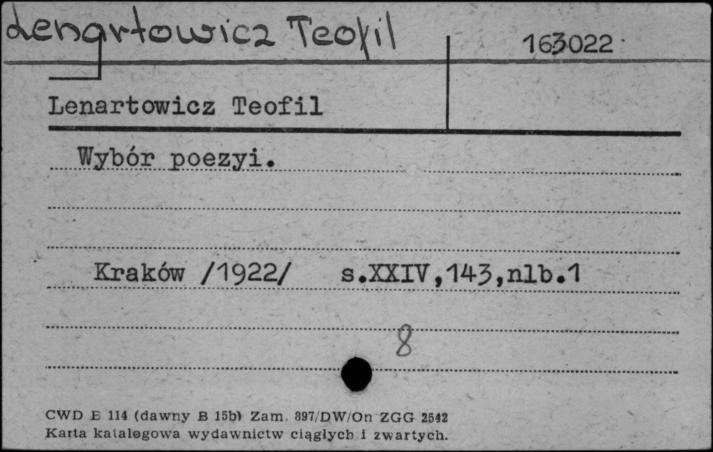 Lenartowicz Teofil
163022
Lenartowicz Teofil
Wybór poezyi.
Kraków /1922/ s.XXIV,143,nlb.1
8
CWD E 114 (dawny B 15b) Zam. 897/DW/On ZGG 2542
Karta katalogowa wydawnictw ciągłych i zwartych.